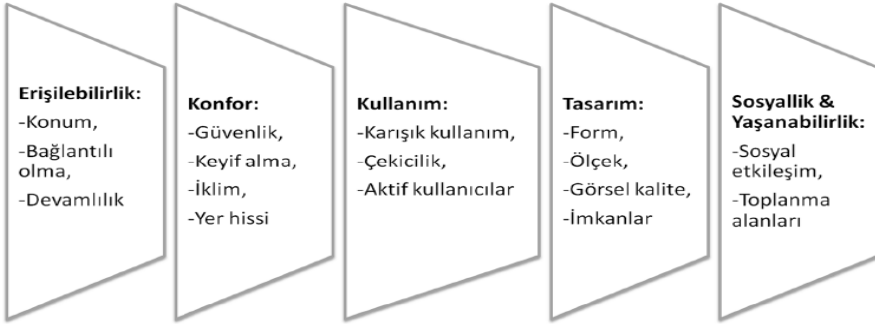 Erişilebilirlik:
-Konum,
-Bağlantılı
olma,
-Devamlılık
Konfor:
-Güvenlik,
-Keyif alma,
-İklim,
-Yer hissi
Kullanım:
-Karışık kullanım,
-Çekicilik,
-Aktif kullanıcılar
Tasarım:
-Form,
-Ölçek,
-Görsel kalite,
-İmkanlar
Sosyallik &
Yaşanabilirlik:
-Sosyal
etkileşim,
-Toplanma
alanları